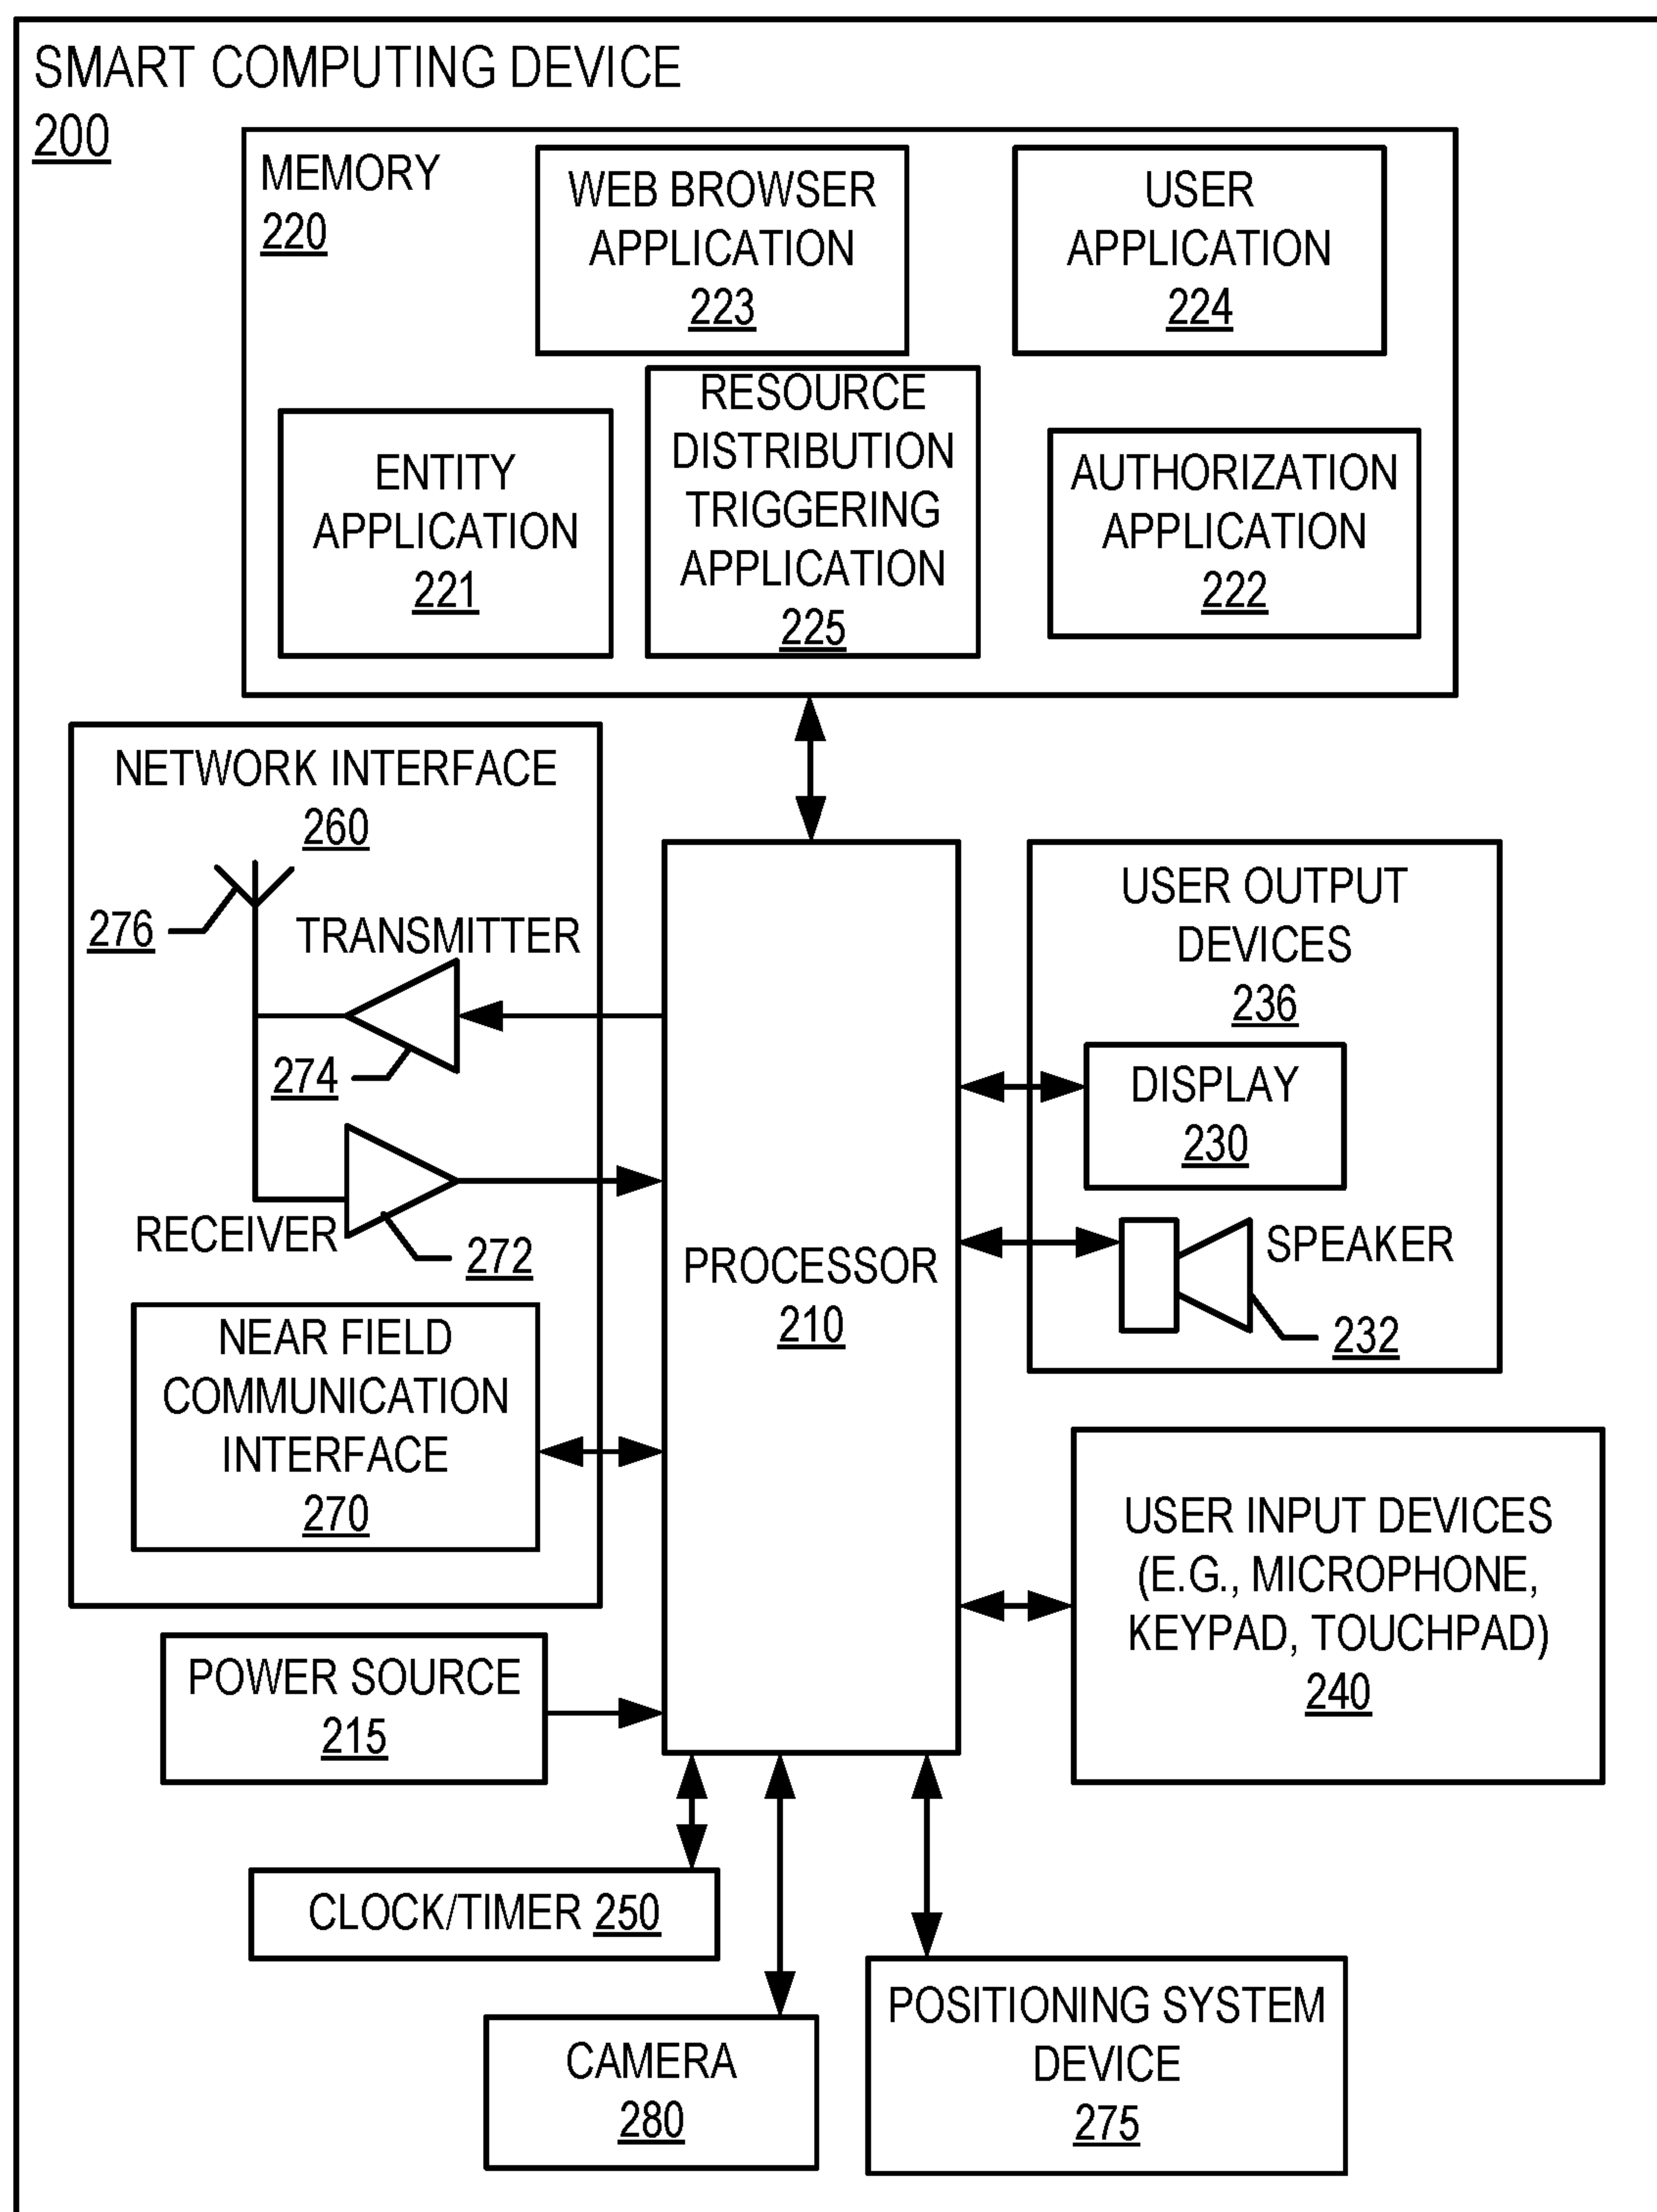 SMART COMPUTING DEVICE
200
MEMORY
220
WEB BROWSER
APPLICATION
223
USER
APPLICATION
224
ENTITY
APPLICATION
221
RESOURCE
DISTRIBUTION
TRIGGERING
APPLICATION
225
AUTHORIZATION
APPLICATION
222
NETWORK INTERFACE
260
276
TRANSMITTER
274
RECEIVER
272
NEAR FIELD
COMMUNICATION
INTERFACE
270
PROCESSOR
210
USER OUTPUT
DEVICES
236
DISPLAY
230
SPEAKER
232
USER INPUT DEVICES
(E.G., MICROPHONE,
KEYPAD, TOUCHPAD)
240
POWER SOURCE
215
CLOCK/TIMER 250
CAMERA
280
POSITIONING SYSTEM
DEVICE
275